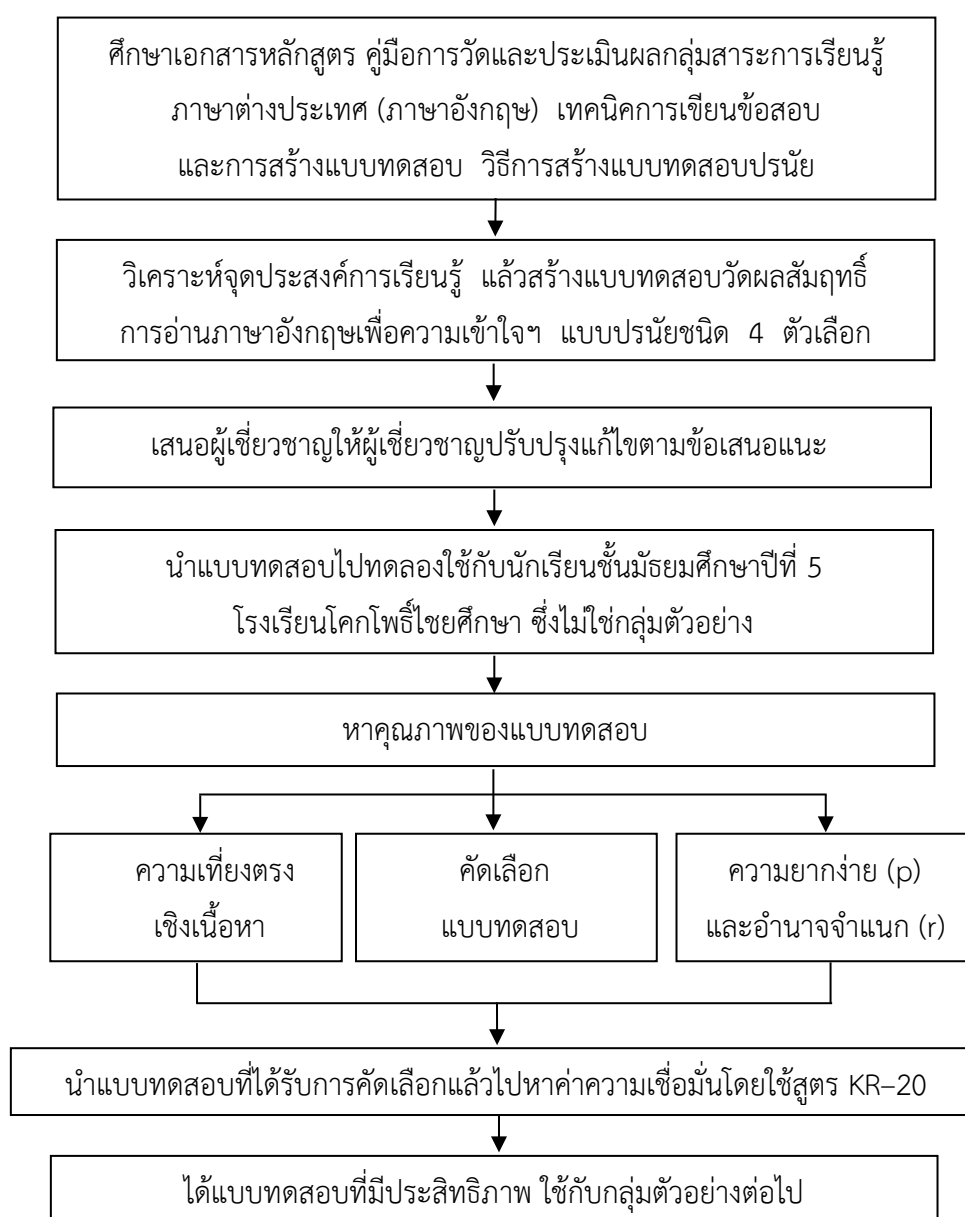 ศึกษาเอกสารหลักสูตร คู่มือการวัดและประเมินผลกลุ่มสาระการเรียนรู้
ภาษาต่างประเทศ (ภาษาอังกฤษ) เทคนิคการเขียนข้อสอบ
และการสร้างแบบทดสอบ วิธีการสร้างแบบทดสอบปรนัย
วิเคราะห์จุดประสงค์การเรียนรู้ แล้วสร้างแบบทดสอบวัดผลสัมฤทธิ์
การอ่านภาษาอังกฤษเพื่อความเข้าใจฯ แบบปรนัยชนิด 4 ตัวเลือก
เสนอผู้เชี่ยวชาญให้ผู้เชี่ยวชาญปรับปรุงแก้ไขตามข้อเสนอแนะ
นำแบบทดสอบไปทดลองใช้กับนักเรียนชั้นมัธยมศึกษาปีที่ 5
โรงเรียนโคกโพธิ์ไชยศึกษา ซึ่งไม่ใช่กลุ่มตัวอย่าง
หาคุณภาพของแบบทดสอบ
ความเที่ยงตรง
เชิงเนื้อหา
คัดเลือก
แบบทดสอบ
ความยากง่าย (p)
และอำนาจจำแนก (r)
นำแบบทดสอบที่ได้รับการคัดเลือกแล้วไปหาค่าความเชื่อมั่นโดยใช้สูตร KR–20
ได้แบบทดสอบที่มีประสิทธิภาพ ใช้กับกลุ่มตัวอย่างต่อไป